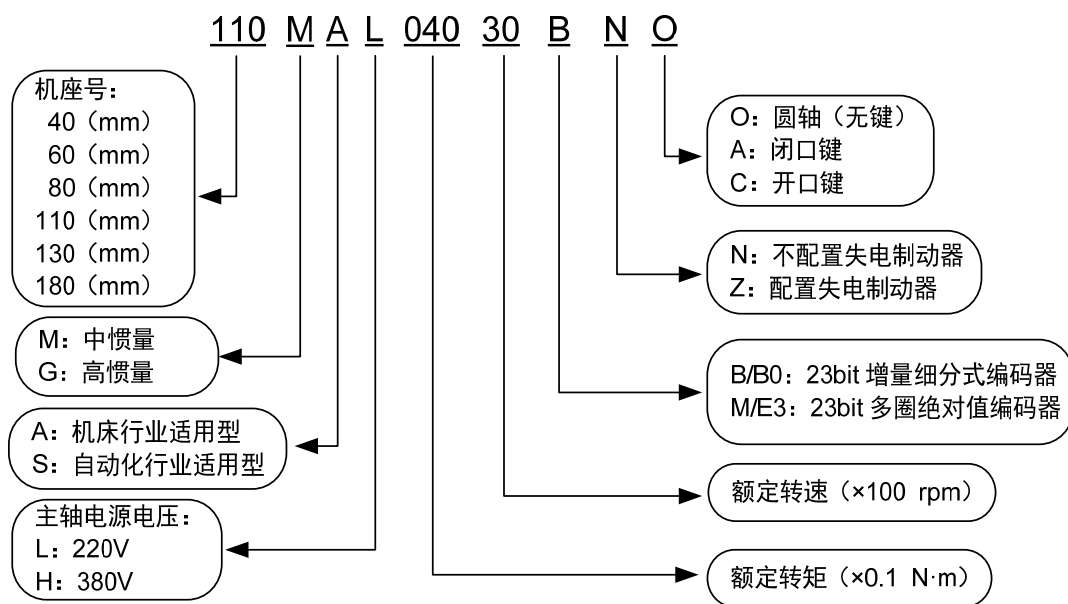 110 M A L 040 30 B N O
机座号：
40（mm）
60（mm）
80（mm）
110（mm）
130（mm）
180（mm）
M：中惯量
G：高惯量
A：机床行业适用型
S：自动化行业适用型
主轴电源电压：
L：220V
H：380V
O：圆轴（无键）
A：闭口键
C：开口键
N：不配置失电制动器
Z：配置失电制动器
B/B0：23bit 增量细分式编码器
M/E3：23bit 多圈绝对值编码器
额定转速（×100 rpm）
额定转矩（×0.1 N·m）